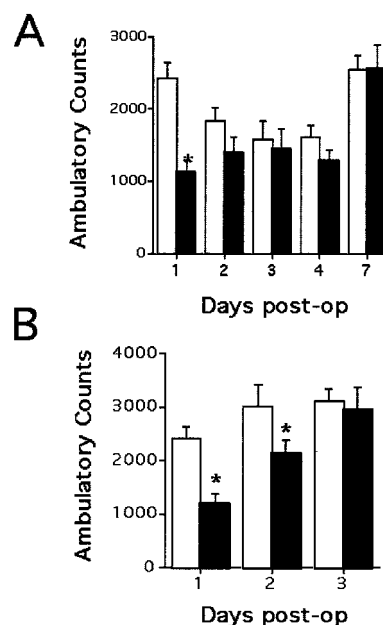 A
3000
2000
1000
0
Ambulatory Counts
*
1 2 3 4 7
Days post-op
B
4000
3000
2000
1000
0
Ambulatory Counts
* *
1 2 3
Days post-op